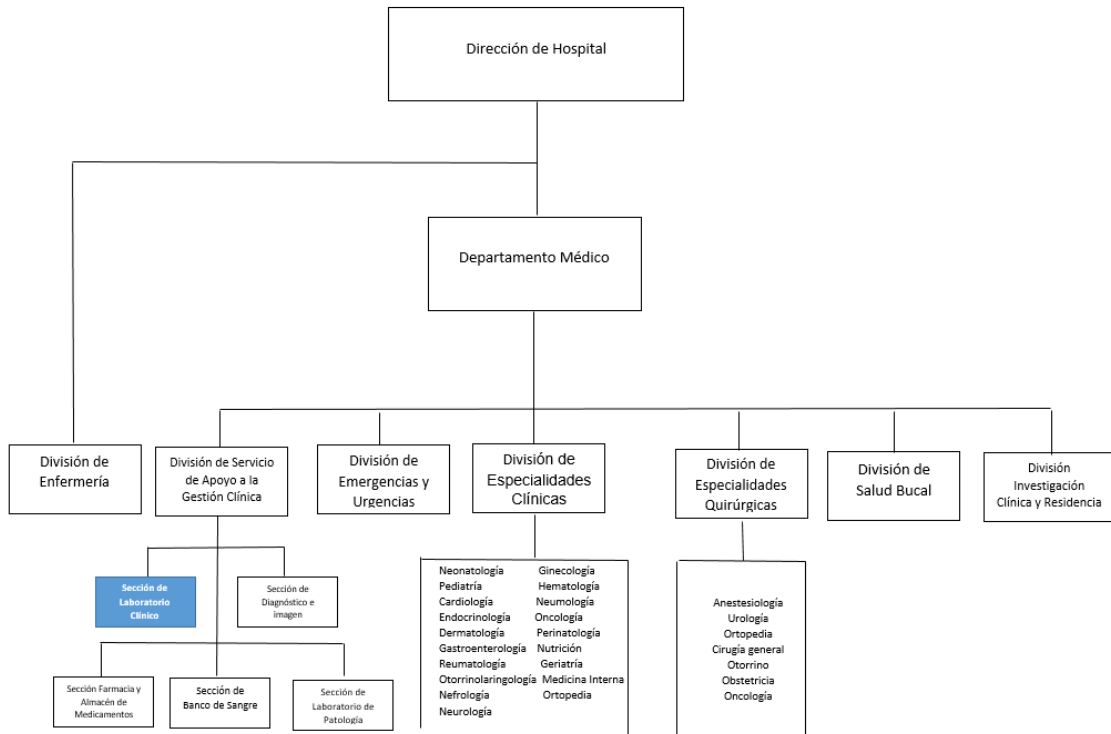 Dirección de Hospital
Departamento Médico
División de
Enfermería
División de Servicio
de Apoyo a la
Gestión Clínica
División de
Emergencias y
Urgencias
División de
Especialidades
Clínicas
División de
Especialidades
Quirúrgicas
División de
Salud Bucal
División
Investigación
Clínica y Residencia
Sección de
Laboratorio
Clínico
Sección de
Diagnóstico e
imagen
Sección Farmacia y
Almacén de
Medicamentos
Sección de
Banco de Sangre
Sección de
Laboratorio de
Patología
Neonatología Ginecología
Pediatría Hematología
Cardiología Neumología
Endocrinología Oncología
Dermatología Perinatología
Gastroenterología Nutrición
Reumatología Geriatría
Otorrinolaringología Medicina Interna
Nefrología Ortopedia
Neurología
Anestesiología
Urología
Ortopedia
Cirugía general
Otorrino
Obstetricia
Oncología